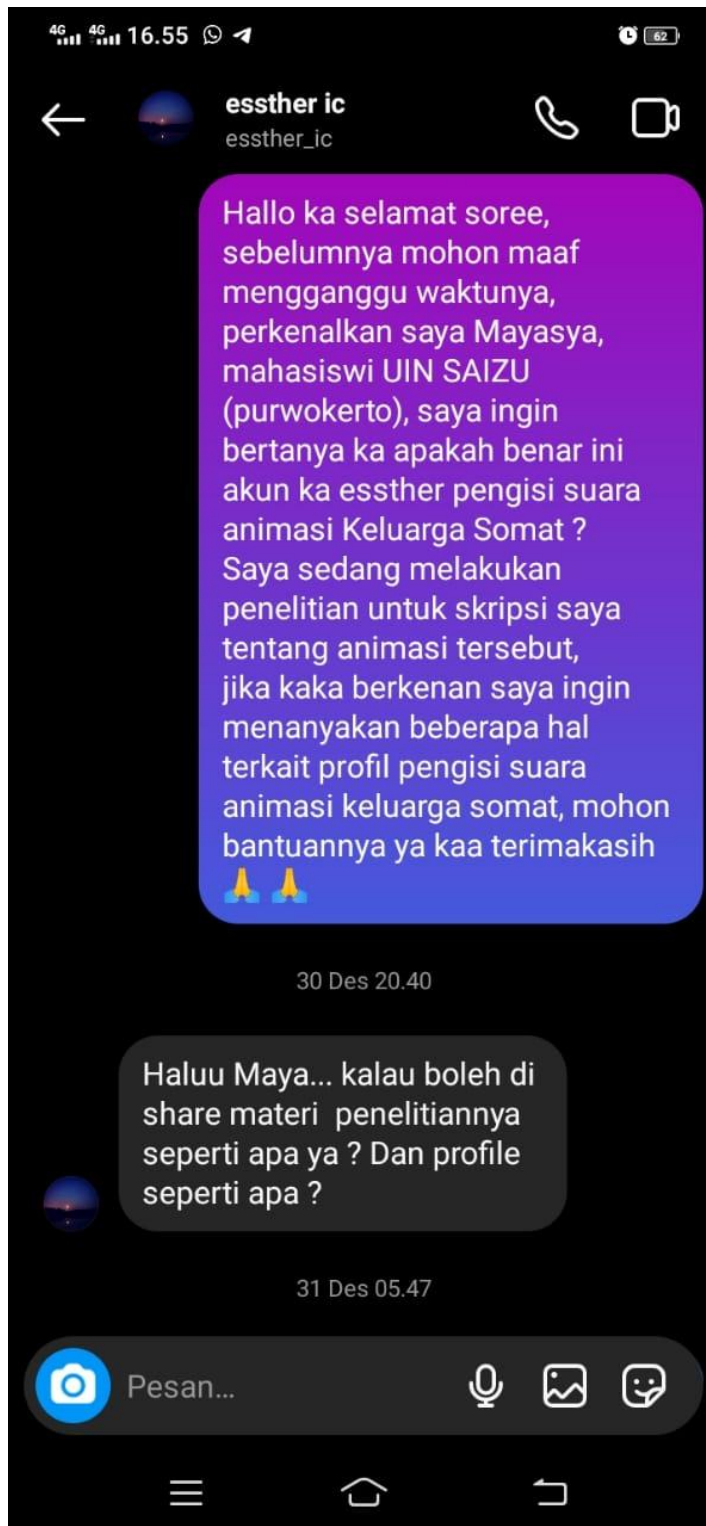 4G 4G 16.55
62
essther ic
essther_ic
Hallo ka selamat soree,
sebelumnya mohon maaf
mengganggu waktunya,
perkenalkan saya Mayasya,
mahasiswi UIN SAIZU
(purwokerto), saya ingin
bertanya ka apakah benar ini
akun ka essther pengisi suara
animasi Keluarga Somat ?
Saya sedang melakukan
penelitian untuk skripsi saya
tentang animasi tersebut,
jika kaka berkenan saya ingin
menanyakan beberapa hal
terkait profil pengisi suara
animasi keluarga somat, mohon
bantuannya ya kaa terimakasih
🙏 🙏
30 Des 20.40
Haluu Maya... kalau boleh di
share materi penelitiannya
seperti apa ya ? Dan profile
seperti apa ?
31 Des 05.47
Pesan...